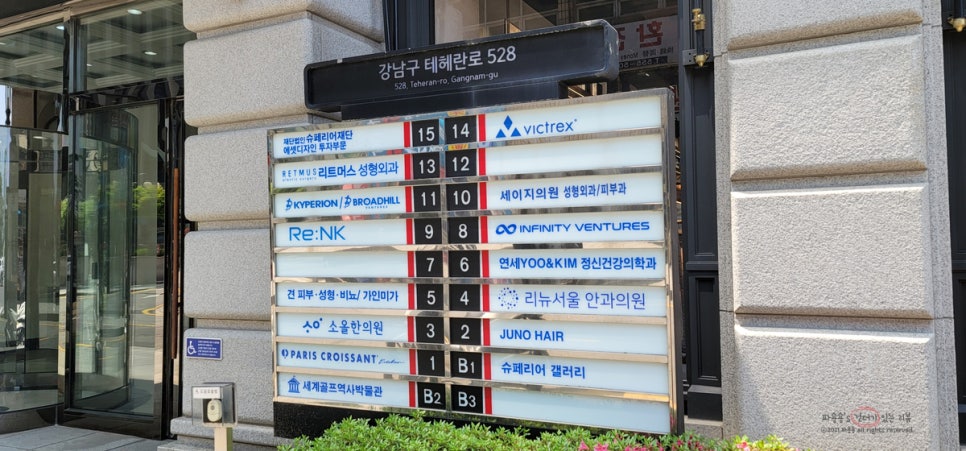 강남구 테헤란로 528
528, Teheran-ro, Gangnam-gu
재단법인 슈페리어재단
에셋디자인 투자부문
15 14 VICTREX
RETMUS 리트머스 성형외과 13 12
KYPERION / BROADHILL 11 10 세이지의원 성형외과/피부과
Re:NK 9 8 INFINITY VENTURES
7 6 연세YOO&KIM 정신건강의학과
건 피부·성형·비뇨/가인미가 5 4 리뉴서울 안과의원
소울한의원 3 2 JUNO HAIR
PARIS CROISSANT 1 B1 슈페리어 갤러리
세계골프역사박물관 B2 B3